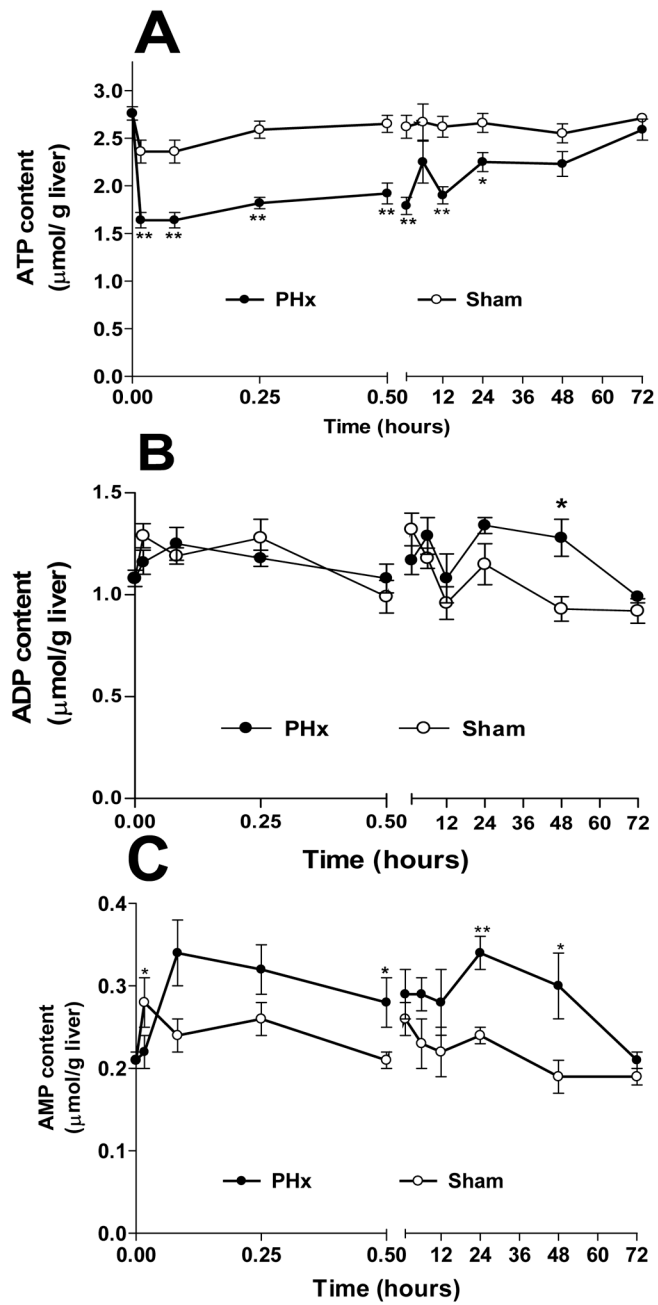 A
ATP content
(μmol/ g liver)
3.0
2.5
2.0
1.5
1.0
0.5
0.0
** ** ** ** ** ** *
PHx Sham
0.00 0.25 0.50 12 24 36 48 60 72
Time (hours)
B
ADP content
(μmol/g liver)
1.5
1.0
0.5
0.0
*
PHx Sham
0.00 0.25 0.50 12 24 36 48 60 72
Time (hours)
C
AMP content
(μmol/g liver)
0.4
0.3
0.2
0.1
0.0
* * ** *
PHx Sham
0.00 0.25 0.50 12 24 36 48 60 72
Time (hours)